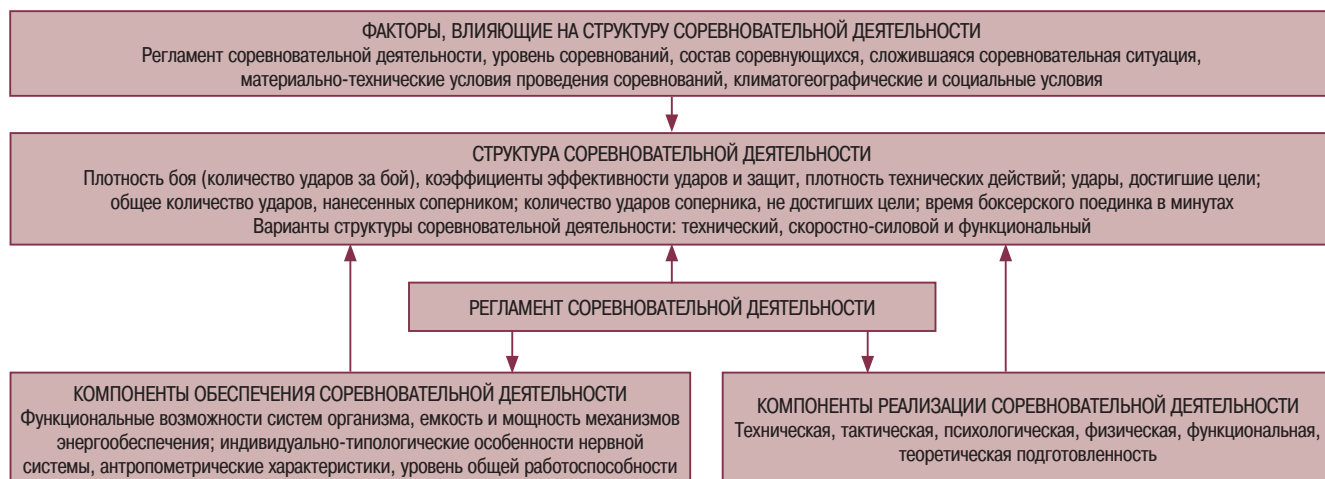 ФАКТОРЫ, ВЛИЯЮЩИЕ НА СТРУКТУРУ СОРЕВНОВАТЕЛЬНОЙ ДЕЯТЕЛЬНОСТИ
Регламент соревновательной деятельности, уровень соревнований, состав соревнующихся, сложившаяся соревновательная ситуация,
материально-технические условия проведения соревнований, климатогеографические и социальные условия
СТРУКТУРА СОРЕВНОВАТЕЛЬНОЙ ДЕЯТЕЛЬНОСТИ
Плотность боя (количество ударов за бой), коэффициенты эффективности ударов и защит, плотность технических действий; удары, достигшие цели;
общее количество ударов, нанесенных соперником; количество ударов соперника, не достигших цели; время боксерского поединка в минутах
Варианты структуры соревновательной деятельности: технический, скоростно-силовой и функциональный
РЕГЛАМЕНТ СОРЕВНОВАТЕЛЬНОЙ ДЕЯТЕЛЬНОСТИ
КОМПОНЕНТЫ ОБЕСПЕЧЕНИЯ СОРЕВНОВАТЕЛЬНОЙ ДЕЯТЕЛЬНОСТИ
Функциональные возможности систем организма, емкость и мощность механизмов
энергообеспечения; индивидуально-типологические особенности нервной
системы, антропометрические характеристики, уровень общей работоспособности
КОМПОНЕНТЫ РЕАЛИЗАЦИИ СОРЕВНОВАТЕЛЬНОЙ ДЕЯТЕЛЬНОСТИ
Техническая, тактическая, психологическая, физическая, функциональная,
теоретическая подготовленность